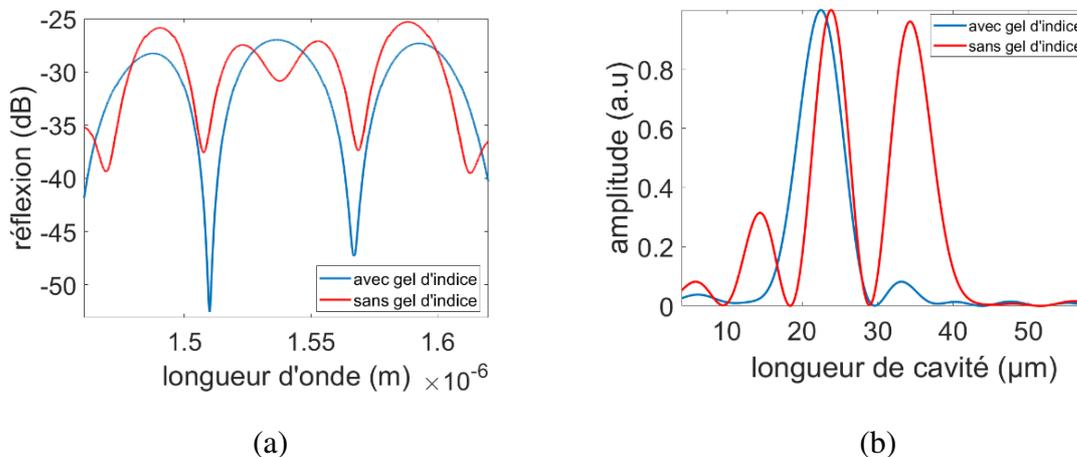 -25
-30
-35
-40
-45
-50
réflexion (dB)
avec gel d'indice
sans gel d'indice
1.5
1.55
1.6
longueur d'onde (m)
×10⁻⁶
(a)
0.8
0.6
0.4
0.2
0
amplitude (a.u)
avec gel d'indice
sans gel d'indice
10
20
30
40
50
longueur de cavité (μm)
(b)